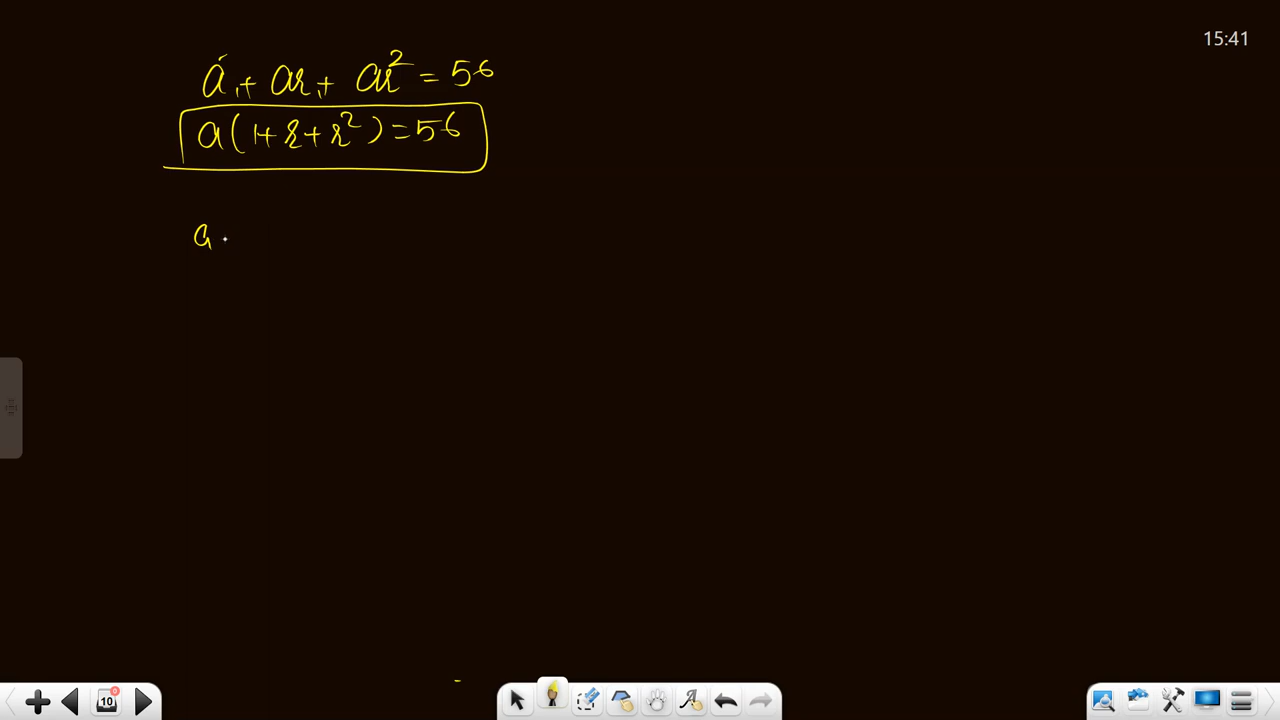 15:41
a + ar + ar² = 56
a(1+r+r²) = 56
a
10